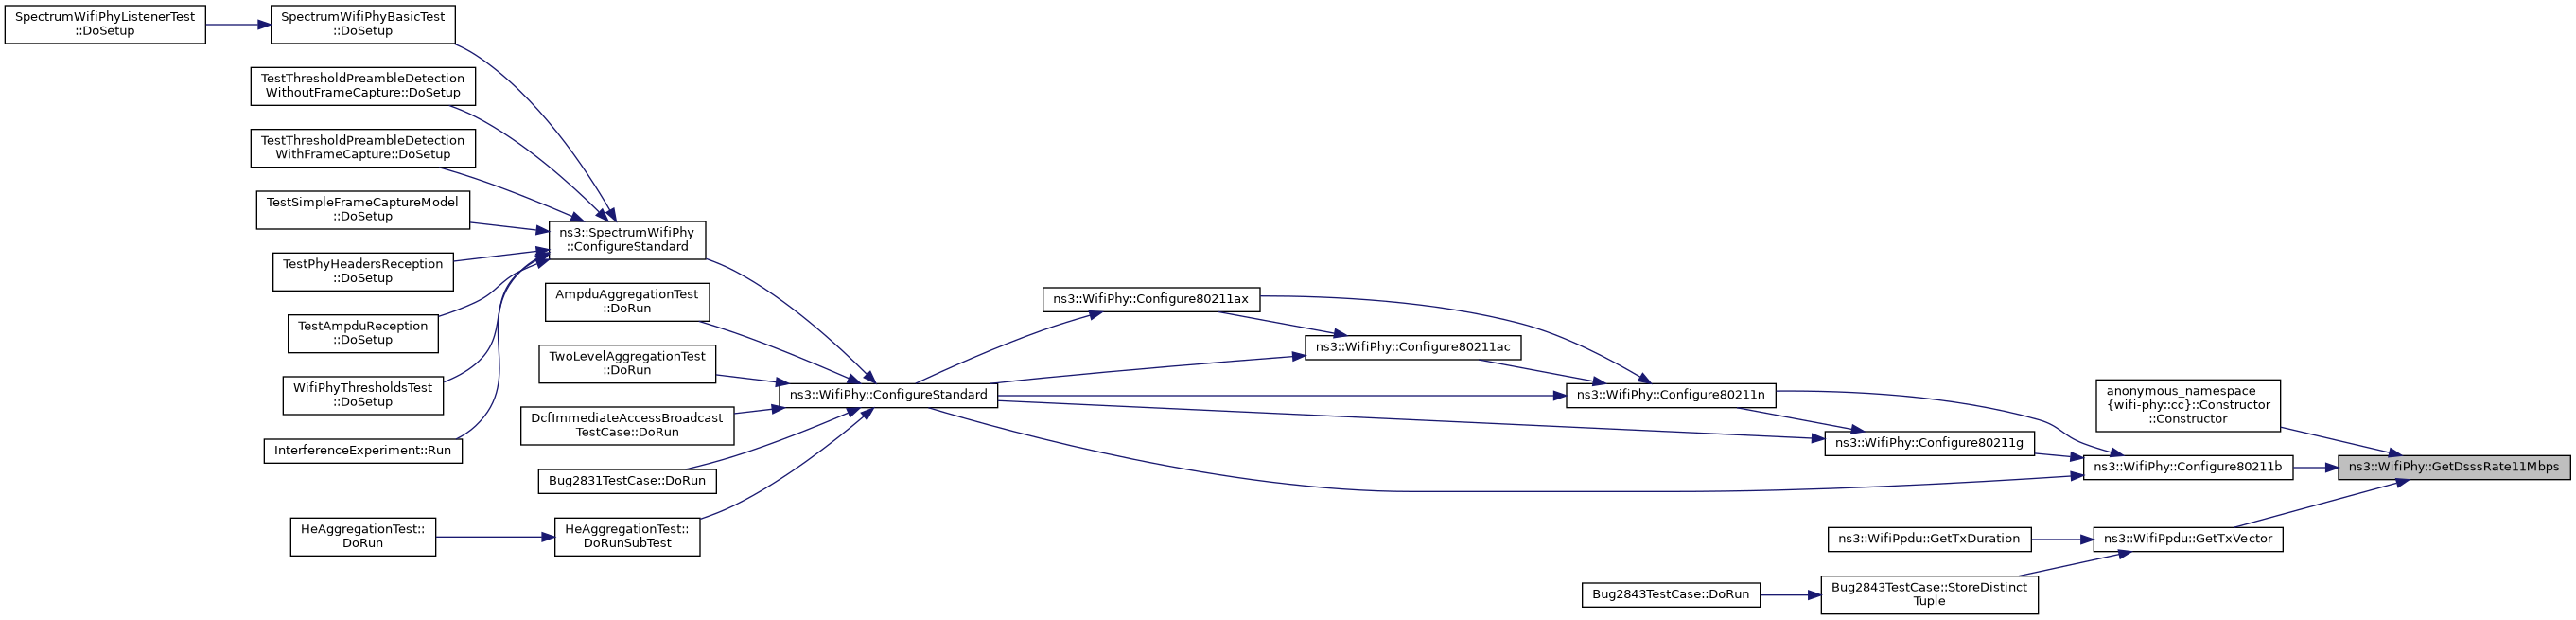 SpectrumWifiPhyListenerTest
::DoSetup
SpectrumWifiPhyBasicTest
::DoSetup
TestThresholdPreambleDetection
WithoutFrameCapture::DoSetup
TestThresholdPreambleDetection
WithFrameCapture::DoSetup
TestSimpleFrameCaptureModel
::DoSetup
TestPhyHeadersReception
::DoSetup
TestAmpduReception
::DoSetup
WifiPhyThresholdsTest
::DoSetup
InterferenceExperiment::Run
HeAggregationTest::
DoRun
ns3::SpectrumWifiPhy
::ConfigureStandard
AmpduAggregationTest
::DoRun
TwoLevelAggregationTest
::DoRun
DcfImmediateAccessBroadcast
TestCase::DoRun
Bug2831TestCase::DoRun
HeAggregationTest::
DoRunSubTest
ns3::WifiPhy::ConfigureStandard
ns3::WifiPhy::Configure80211ax
ns3::WifiPhy::Configure80211ac
ns3::WifiPhy::Configure80211n
ns3::WifiPhy::Configure80211g
ns3::WifiPhy::Configure80211b
anonymous_namespace
{wifi-phy::cc}::Constructor
::Constructor
ns3::WifiPhy::GetDsssRate11Mbps
ns3::WifiPpdu::GetTxDuration
ns3::WifiPpdu::GetTxVector
Bug2843TestCase::DoRun
Bug2843TestCase::StoreDistinct
Tuple